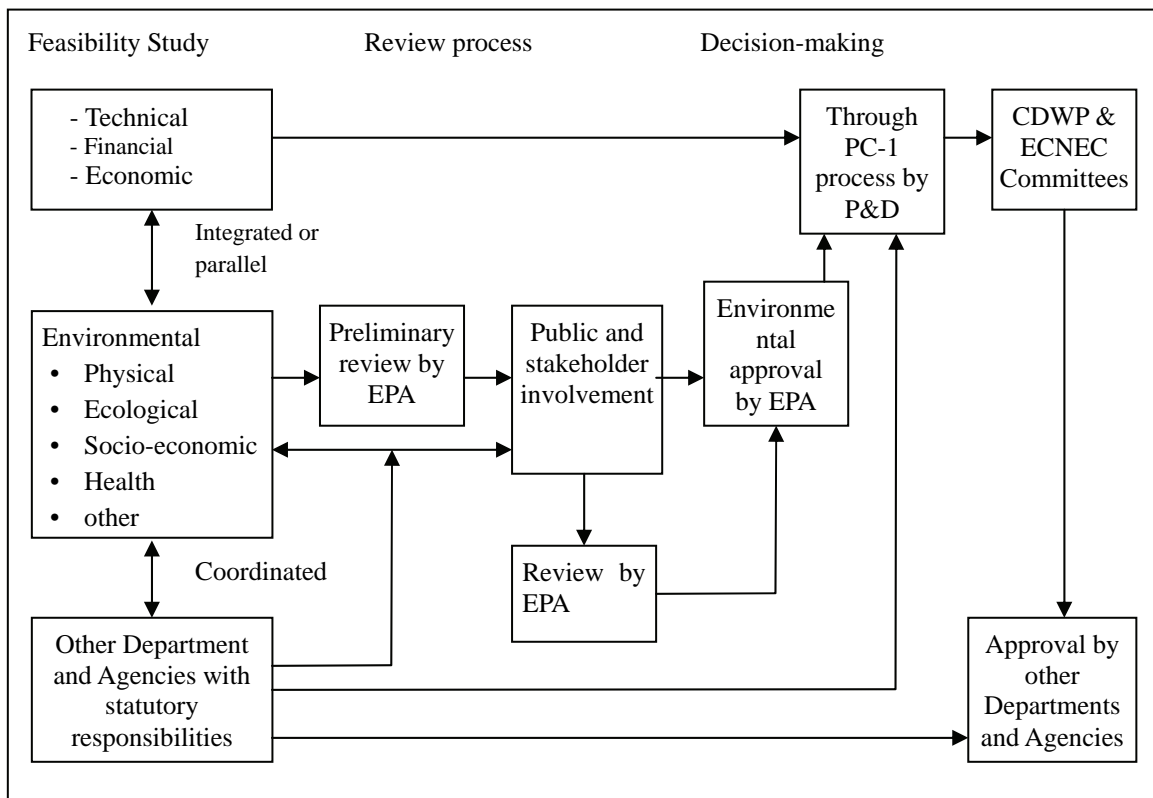 Feasibility Study
Review process
Decision-making
- Technical
- Financial
- Economic
Through
PC-1
process by
P&D
CDWP &
ECNEC
Committees
Integrated or
parallel
Environmental
• Physical
• Ecological
• Socio-economic
• Health
• other
Preliminary
review by
EPA
Public and
stakeholder
involvement
Environme
ntal
approval
by EPA
Coordinated
Review by
EPA
Other Department
and Agencies with
statutory
responsibilities
Approval by
other
Departments
and Agencies